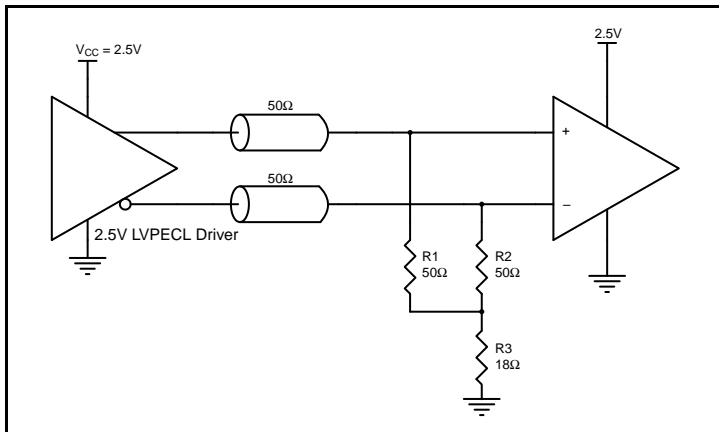 V_CC = 2.5V
2.5V
50Ω
+
50Ω
–
2.5V LVPECL Driver
R1
50Ω
R2
50Ω
R3
18Ω